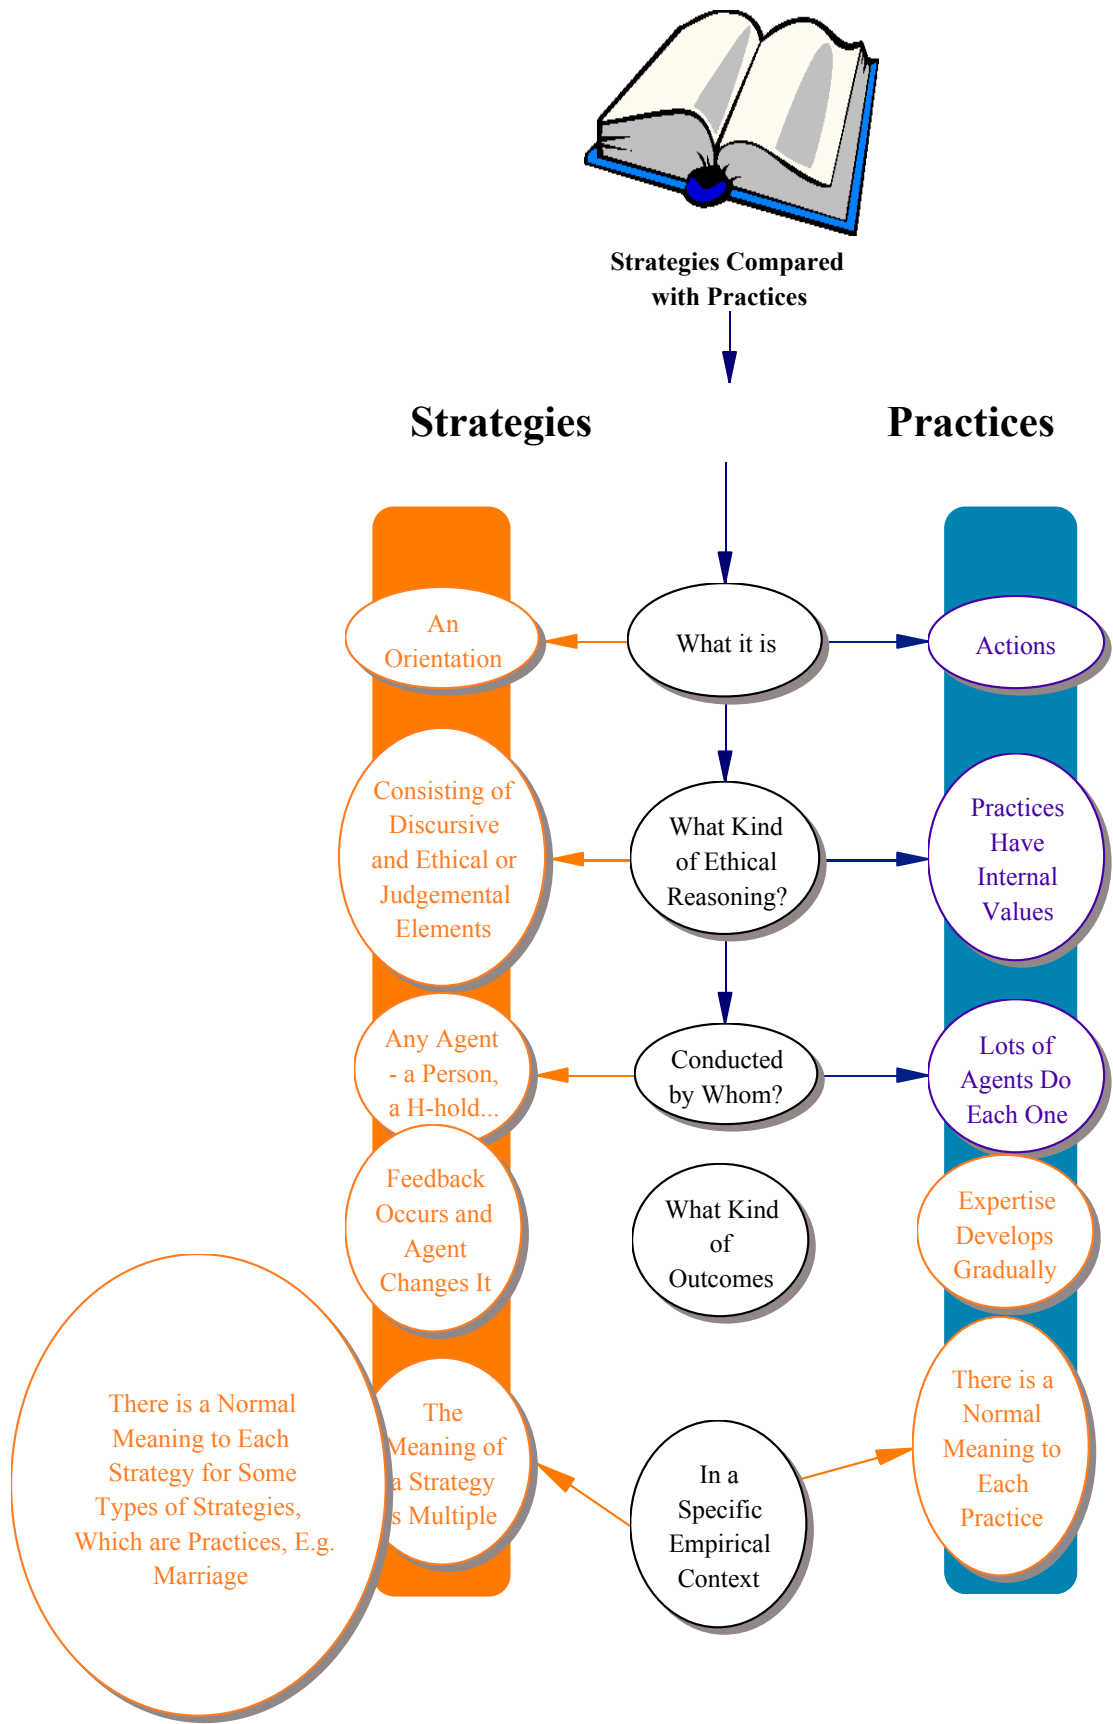 Strategies Compared
with Practices
Strategies
Practices
An
Orientation
What it is
Actions
Consisting of
Discursive
and Ethical or
Judgemental
Elements
What Kind
of Ethical
Reasoning?
Practices
Have
Internal
Values
Any Agent
- a Person,
a H-hold...
Conducted
by Whom?
Lots of
Agents Do
Each One
Feedback
Occurs and
Agent
Changes It
What Kind
of
Outcomes
Expertise
Develops
Gradually
There is a Normal
Meaning to Each
Strategy for Some
Types of Strategies,
Which are Practices, E.g.
Marriage
The
Meaning of
a Strategy
is Multiple
In a
Specific
Empirical
Context
There is a
Normal
Meaning to
Each
Practice